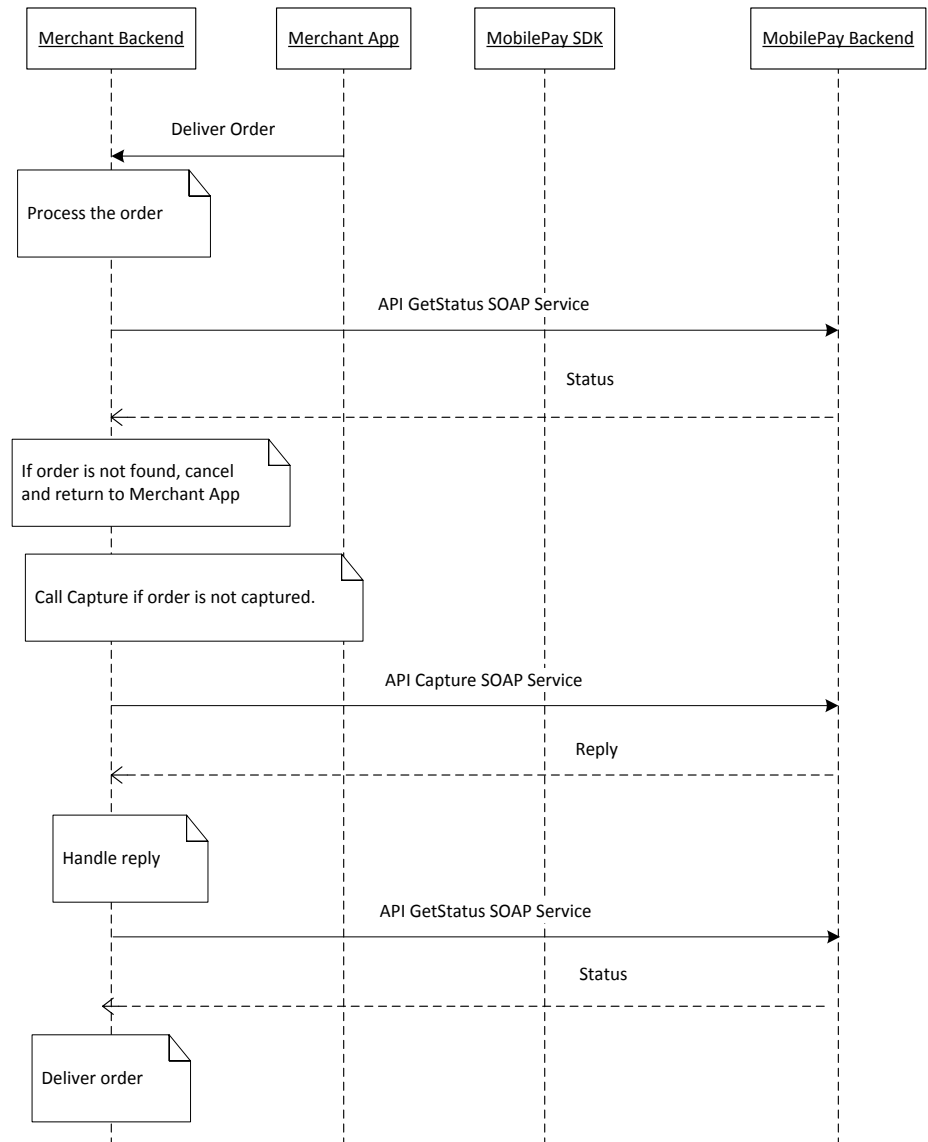 Merchant Backend
Merchant App
MobilePay SDK
MobilePay Backend
Deliver Order
Process the order
API GetStatus SOAP Service
Status
If order is not found, cancel
and return to Merchant App
Call Capture if order is not captured.
API Capture SOAP Service
Reply
Handle reply
API GetStatus SOAP Service
Status
Deliver order